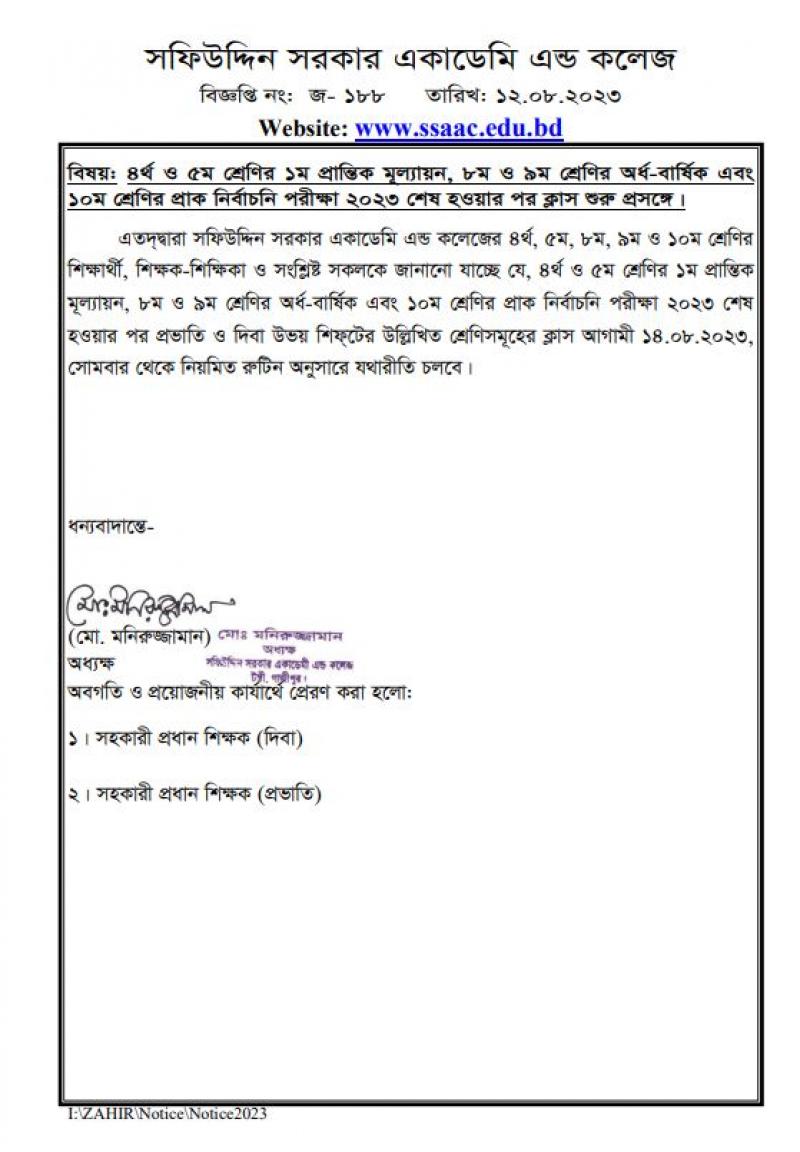 সফিউদ্দিন সরকার একাডেমি এন্ড কলেজ
বিজ্ঞপ্তি নং: জ- ১৮৮ তারিখ: ১২.০৮.২০২৩
Website: www.ssaac.edu.bd
বিষয়: ৪র্থ ও ৫ম শ্রেণির ১ম প্রান্তিক মূল্যায়ন, ৮ম ও ৯ম শ্রেণির অর্ধ-বার্ষিক এবং
১০ম শ্রেণির প্রাক নির্বাচনি পরীক্ষা ২০২৩ শেষ হওয়ার পর ক্লাস শুরু প্রসঙ্গে।
এতদ্দ্বারা সফিউদ্দিন সরকার একাডেমি এন্ড কলেজের ৪র্থ, ৫ম, ৮ম, ৯ম ও ১০ম শ্রেণির
শিক্ষার্থী, শিক্ষক-শিক্ষিকা ও সংশ্লিষ্ট সকলকে জানানো যাচ্ছে যে, ৪র্থ ও ৫ম শ্রেণির ১ম প্রান্তিক
মূল্যায়ন, ৮ম ও ৯ম শ্রেণির অর্ধ-বার্ষিক এবং ১০ম শ্রেণির প্রাক নির্বাচনি পরীক্ষা ২০২৩ শেষ
হওয়ার পর প্রভাতি ও দিবা উভয় শিফ্‌টের উল্লিখিত শ্রেণিসমূহের ক্লাস আগামী ১৪.০৮.২০২৩,
সোমবার থেকে নিয়মিত রুটিন অনুসারে যথারীতি চলবে।
ধন্যবাদান্তে-
মোঃ মনিরুজ্জামান
(মো. মনিরুজ্জামান) মোঃ মনিরুজ্জামান
অধ্যক্ষ
অধ্যক্ষ সফিউদ্দিন সরকার একাডেমী এন্ড কলেজ
টঙ্গী, গাজীপুর।
অবগতি ও প্রয়োজনীয় কার্যার্থে প্রেরণ করা হলো:
১। সহকারী প্রধান শিক্ষক (দিবা)
২। সহকারী প্রধান শিক্ষক (প্রভাতি)
I:\ZAHIR\Notice\Notice2023